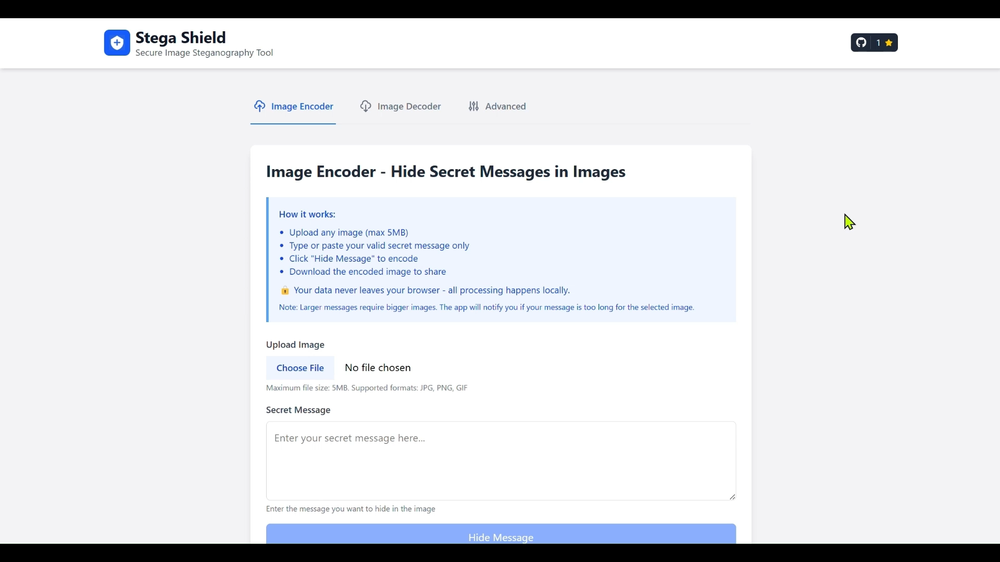 Stega Shield
Secure Image Steganography Tool
1
Image Encoder
Image Decoder
Advanced
Image Encoder - Hide Secret Messages in Images
How it works:
• Upload any image (max 5MB)
• Type or paste your valid secret message only
• Click "Hide Message" to encode
• Download the encoded image to share
🔒 Your data never leaves your browser - all processing happens locally.
Note: Larger messages require bigger images. The app will notify you if your message is too long for the selected image.
Upload Image
Choose File No file chosen
Maximum file size: 5MB. Supported formats: JPG, PNG, GIF
Secret Message
Enter your secret message here...
Enter the message you want to hide in the image
Hide Message